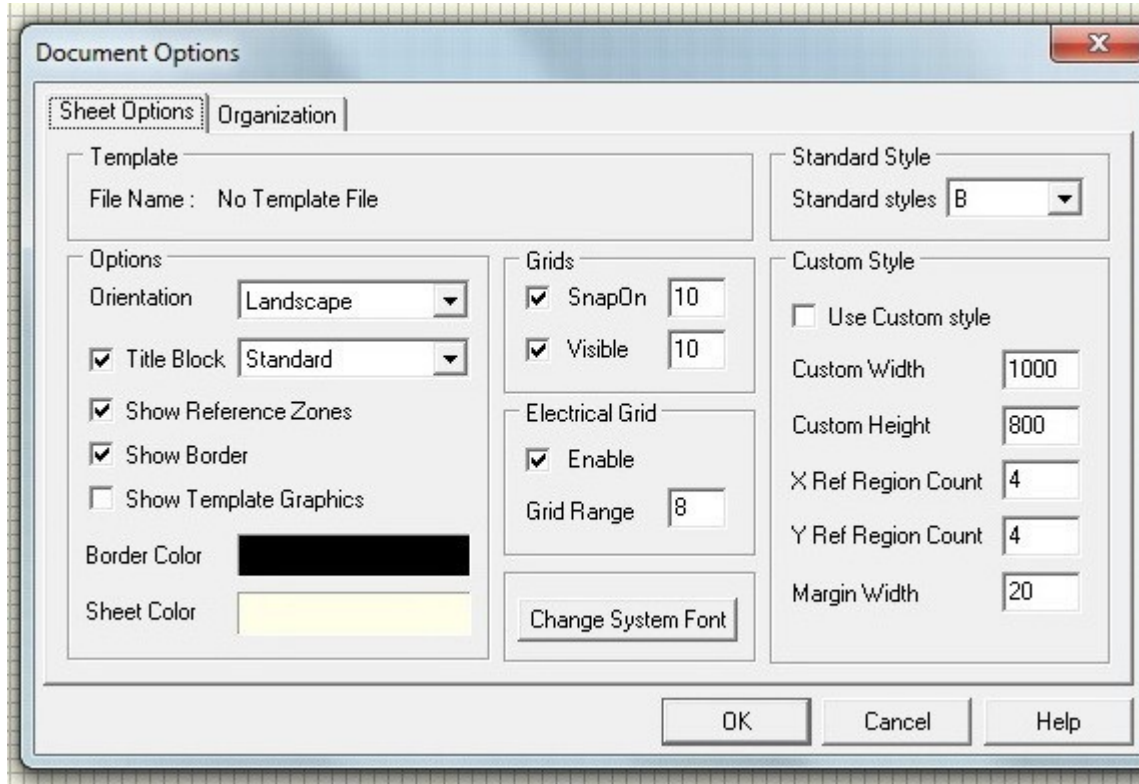 Document Options
X
Sheet Options
Organization
Template
File Name : No Template File
Standard Style
Standard styles B
Options
Orientation Landscape
Title Block Standard
Show Reference Zones
Show Border
Show Template Graphics
Border Color
Sheet Color
Grids
SnapOn 10
Visible 10
Electrical Grid
Enable
Grid Range 8
Change System Font
Custom Style
Use Custom style
Custom Width 1000
Custom Height 800
X Ref Region Count 4
Y Ref Region Count 4
Margin Width 20
OK
Cancel
Help